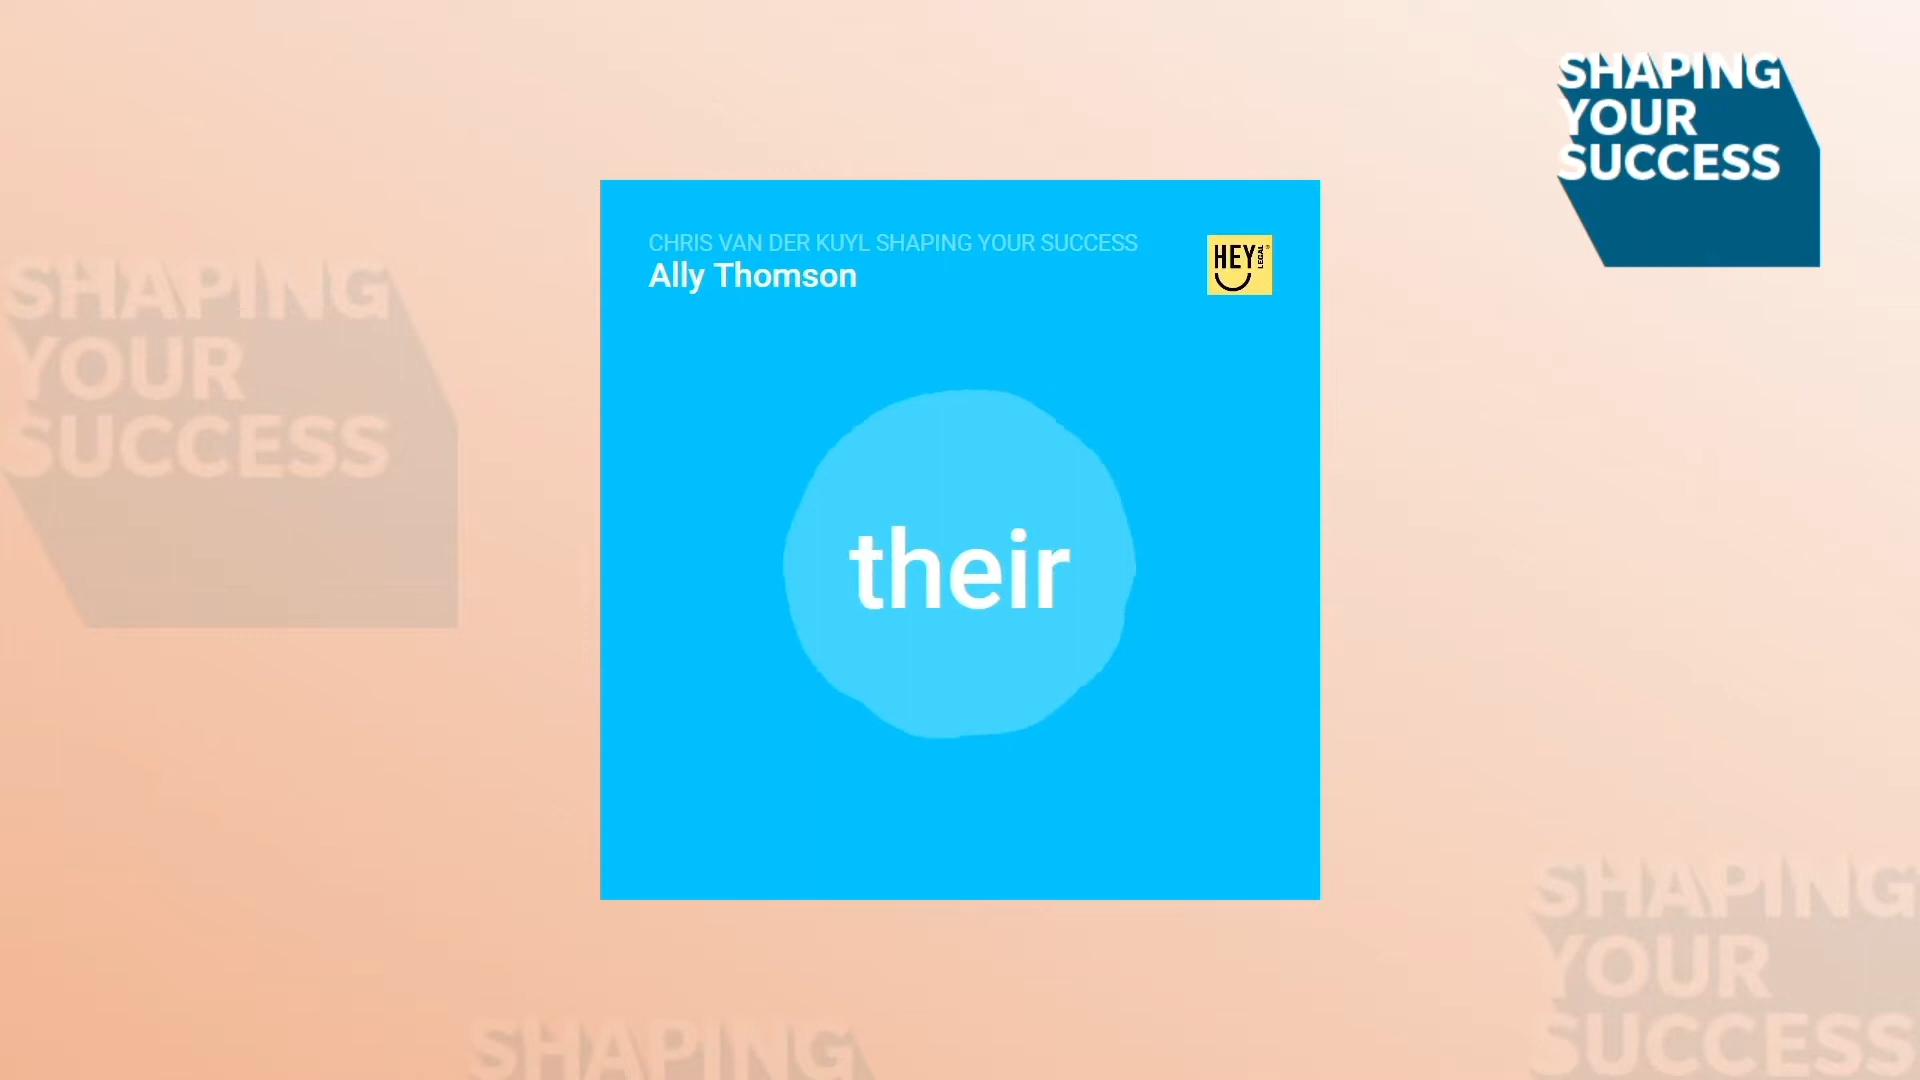 SHAPING
YOUR
SUCCESS
CHRIS VAN DER KUYL SHAPING YOUR SUCCESS
Ally Thomson
HEY
LEGAL
SHAPING
YOUR
SUCCESS
their
SHAPING
YOUR
SUCCESS
SHAPING